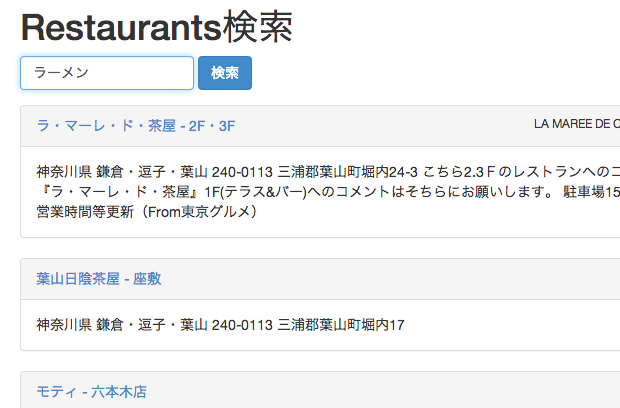 Restaurants検索
ラーメン 検索
ラ・マーレ・ド・茶屋 - 2F・3F LA MAREE DE
神奈川県 鎌倉・逗子・葉山 240-0113 三浦郡葉山町堀内24-3 こちら2.3Ｆのレストランへのコ
『ラ・マーレ・ド・茶屋』1F(テラス&バー)へのコメントはそちらにお願いします。 駐車場15
営業時間等更新（From東京グルメ）
葉山日陰茶屋 - 座敷
神奈川県 鎌倉・逗子・葉山 240-0113 三浦郡葉山町堀内17
モティ - 六本木店